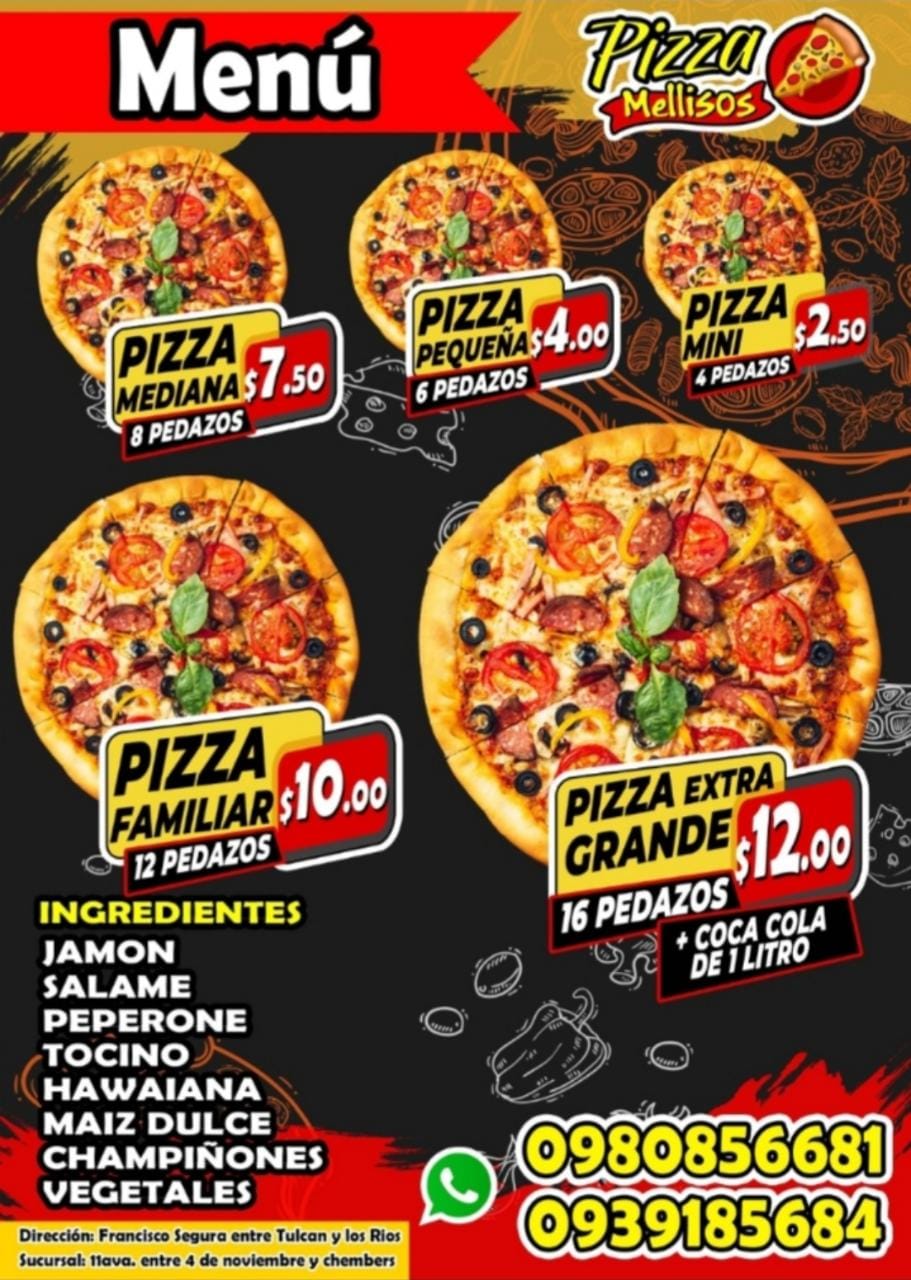 Menú
Pizza
Mellisos
PIZZA
MEDIANA
$7.50
8 PEDAZOS
PIZZA
PEQUEÑA
$4.00
6 PEDAZOS
PIZZA
MINI
$2.50
4 PEDAZOS
PIZZA
FAMILIAR
$10.00
12 PEDAZOS
PIZZA EXTRA
GRANDE
$12.00
16 PEDAZOS
+ COCA COLA
DE 1 LITRO
INGREDIENTES
JAMON
SALAME
PEPERONE
TOCINO
HAWAIANA
MAIZ DULCE
CHAMPIÑONES
VEGETALES
0980856681
0939185684
Dirección: Francisco Segura entre Tulcan y los Rios
Sucursal: 11ava. entre 4 de noviembre y chembers